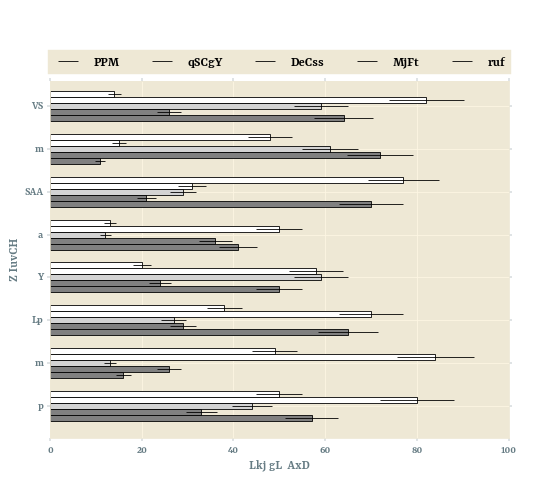 PPM qSCgY DeCss MjFt ruf
VS
m
SAA
a
Y
Lp
m
p
Z IuvCH
0 20 40 60 80 100
Lkj gL AxD